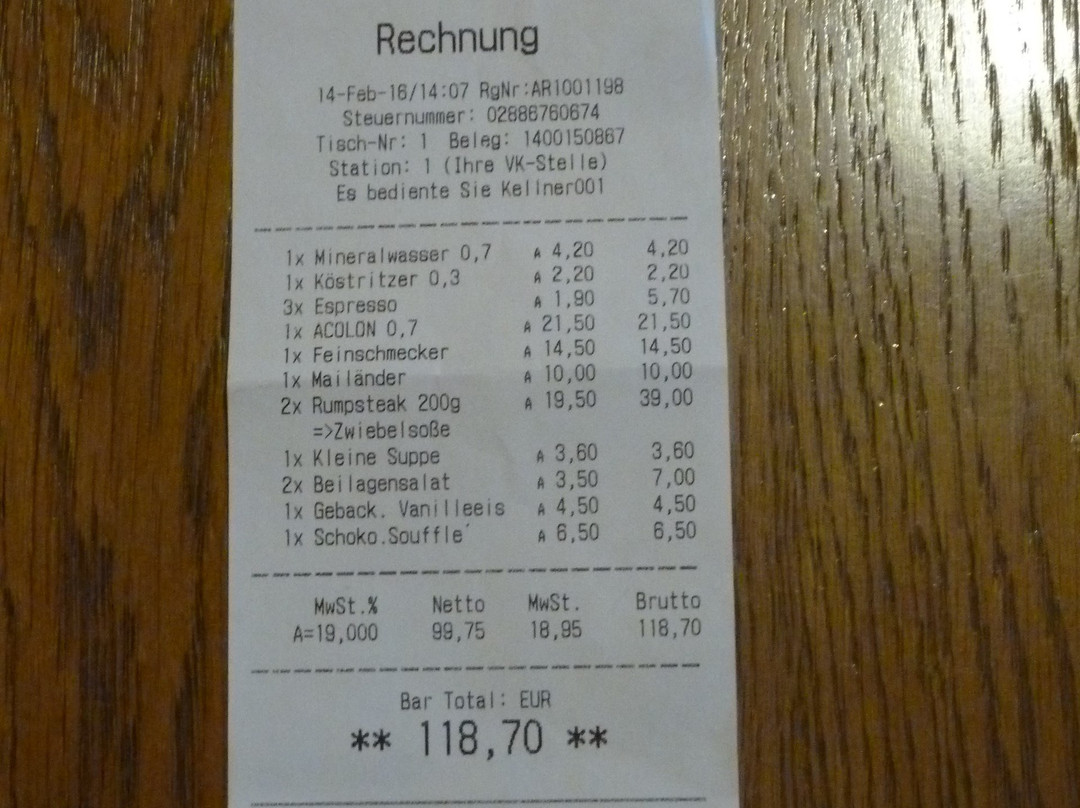 Rechnung
14-Feb-16/14:07 RgNr:AR1001198
Steuernummer: 02886760674
Tisch-Nr: 1 Beleg: 1400150867
Station: 1 (Ihre VK-Stelle)
Es bediente Sie Kellner001
1x Mineralwasser 0,7 A 4,20 4,20
1x Köstritzer 0,3 A 2,20 2,20
3x Espresso A 1,90 5,70
1x ACOLON 0,7 A 21,50 21,50
1x Feinschmecker A 14,50 14,50
1x Mailänder A 10,00 10,00
2x Rumpsteak 200g A 19,50 39,00
=>Zwiebelsoße
1x Kleine Suppe A 3,60 3,60
2x Beilagensalat A 3,50 7,00
1x Geback. Vanilleeis A 4,50 4,50
1x Schoko.Souffle´ A 6,50 6,50
MwSt.% Netto MwSt. Brutto
A=19,000 99,75 18,95 118,70
Bar Total: EUR
** 118,70 **